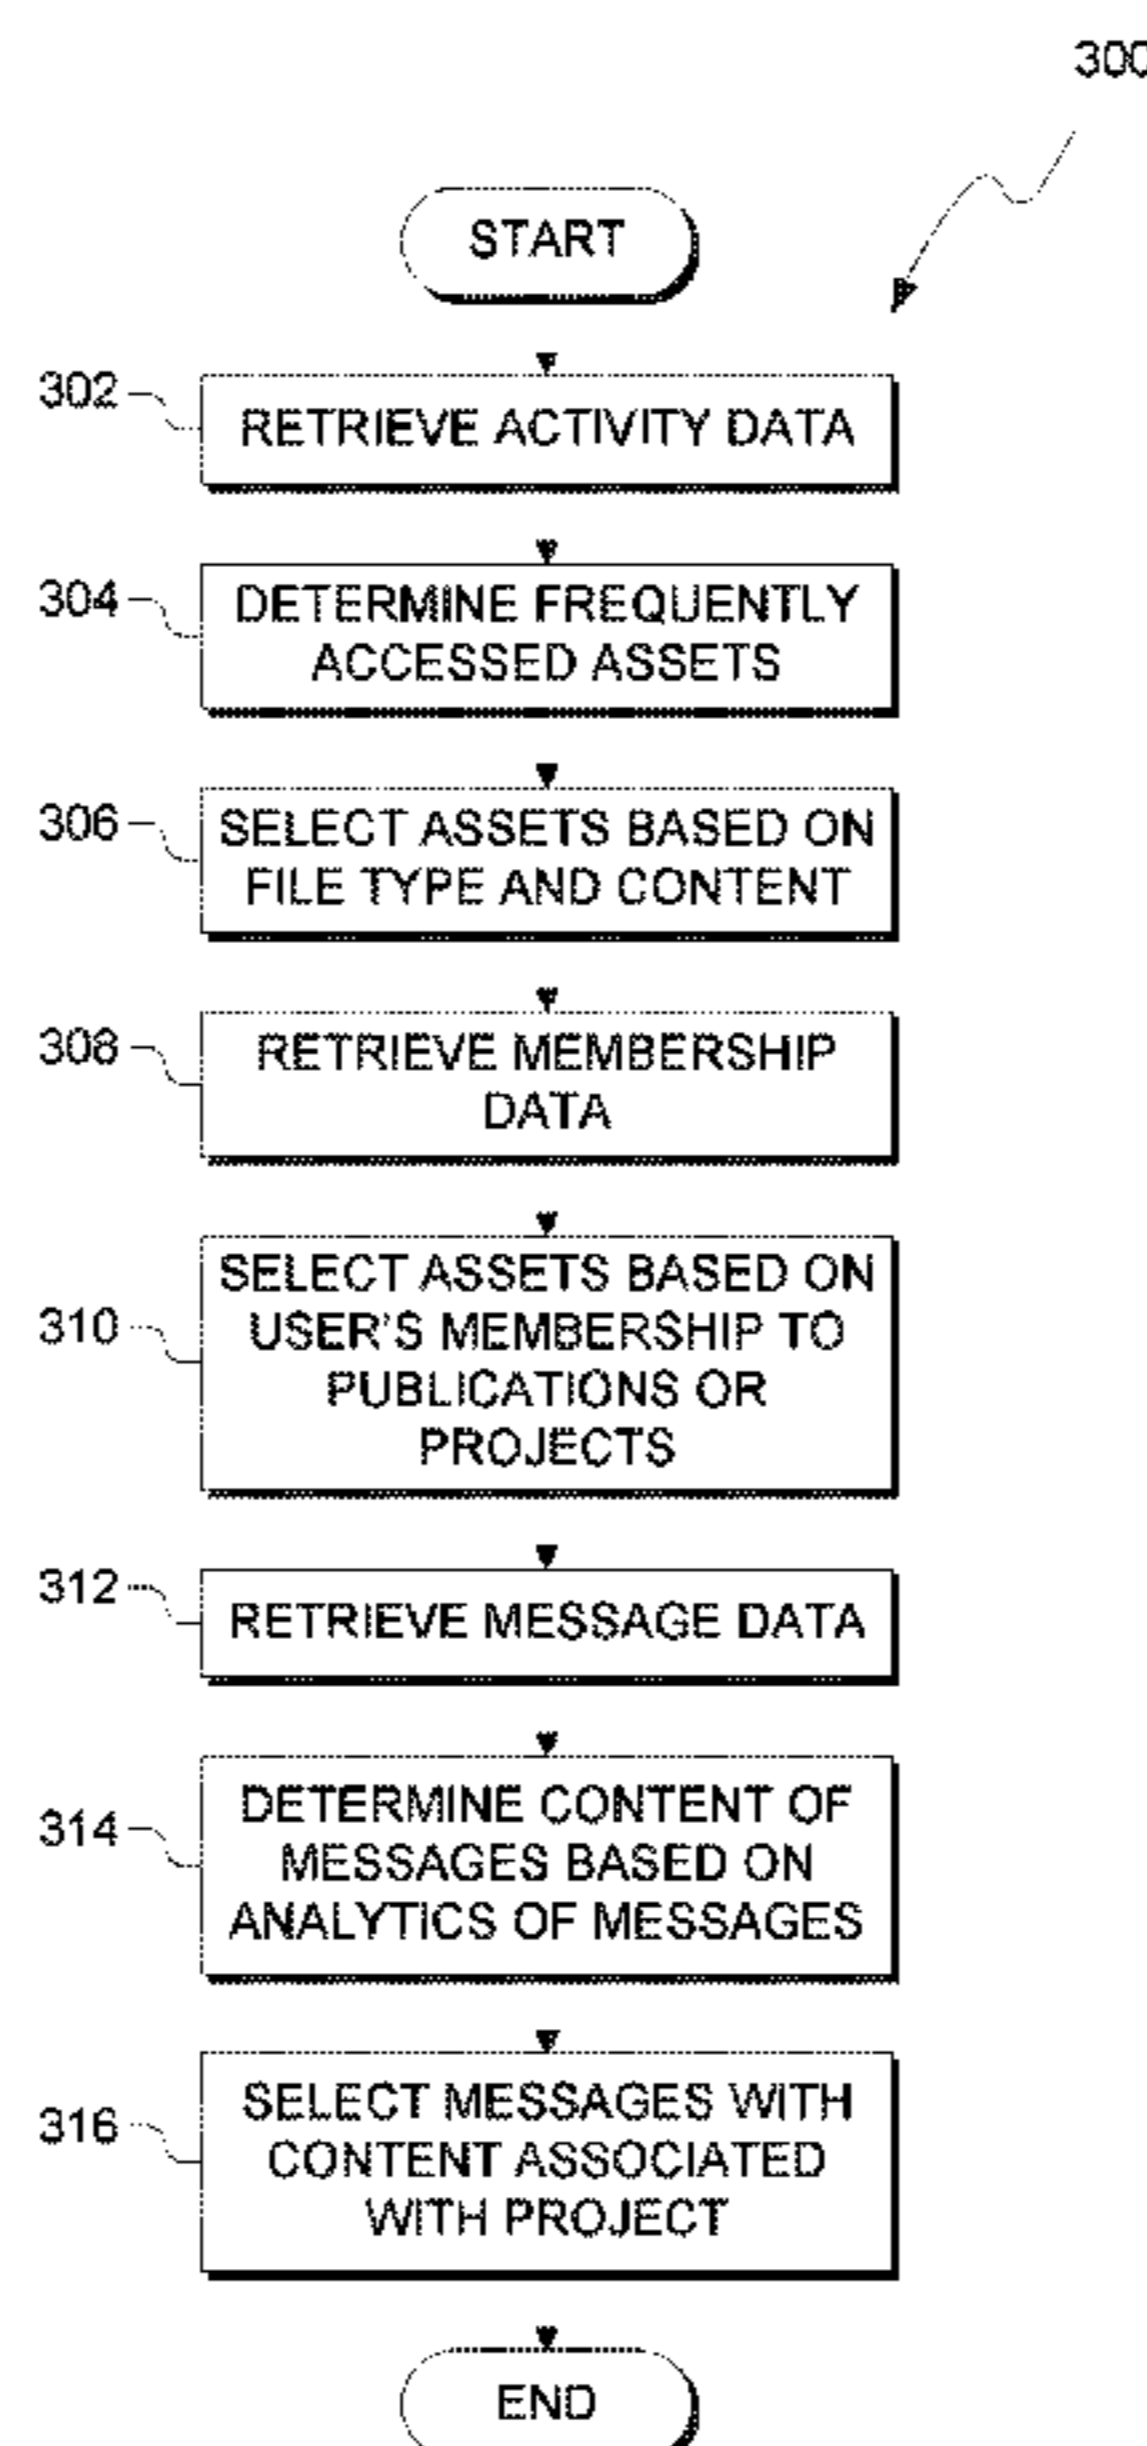 300
START
302
RETRIEVE ACTIVITY DATA
304
DETERMINE FREQUENTLY
ACCESSED ASSETS
306
SELECT ASSETS BASED ON
FILE TYPE AND CONTENT
308
RETRIEVE MEMBERSHIP
DATA
310
SELECT ASSETS BASED ON
USER'S MEMBERSHIP TO
PUBLICATIONS OR
PROJECTS
312
RETRIEVE MESSAGE DATA
314
DETERMINE CONTENT OF
MESSAGES BASED ON
ANALYTICS OF MESSAGES
316
SELECT MESSAGES WITH
CONTENT ASSOCIATED
WITH PROJECT
END